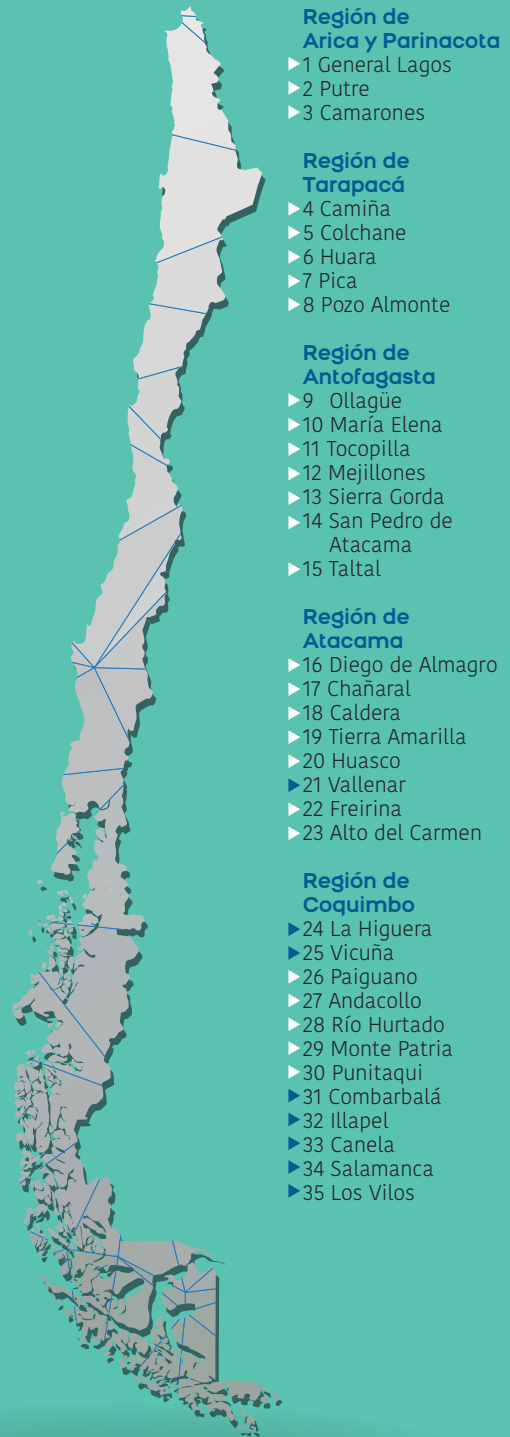 Región de
Arica y Parinacota
1 General Lagos
2 Putre
3 Camarones
Región de
Tarapacá
4 Camiña
5 Colchane
6 Huara
7 Pica
8 Pozo Almonte
Región de
Antofagasta
9 Ollagüe
10 María Elena
11 Tocopilla
12 Mejillones
13 Sierra Gorda
14 San Pedro de
Atacama
15 Taltal
Región de
Atacama
16 Diego de Almagro
17 Chañaral
18 Caldera
19 Tierra Amarilla
20 Huasco
21 Vallenar
22 Freirina
23 Alto del Carmen
Región de
Coquimbo
24 La Higuera
25 Vicuña
26 Paiguano
27 Andacollo
28 Río Hurtado
29 Monte Patria
30 Punitaqui
31 Combarbalá
32 Illapel
33 Canela
34 Salamanca
35 Los Vilos